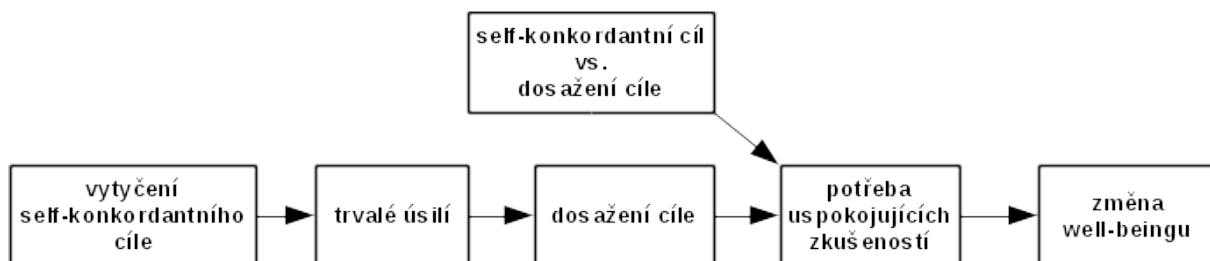 self-konkordantní cíl
vs.
dosažení cíle
vytyčení
self-konkordantního
cíle
trvalé úsilí
dosažení cíle
potřeba
uspokojujících
zkušeností
změna
well-beingu